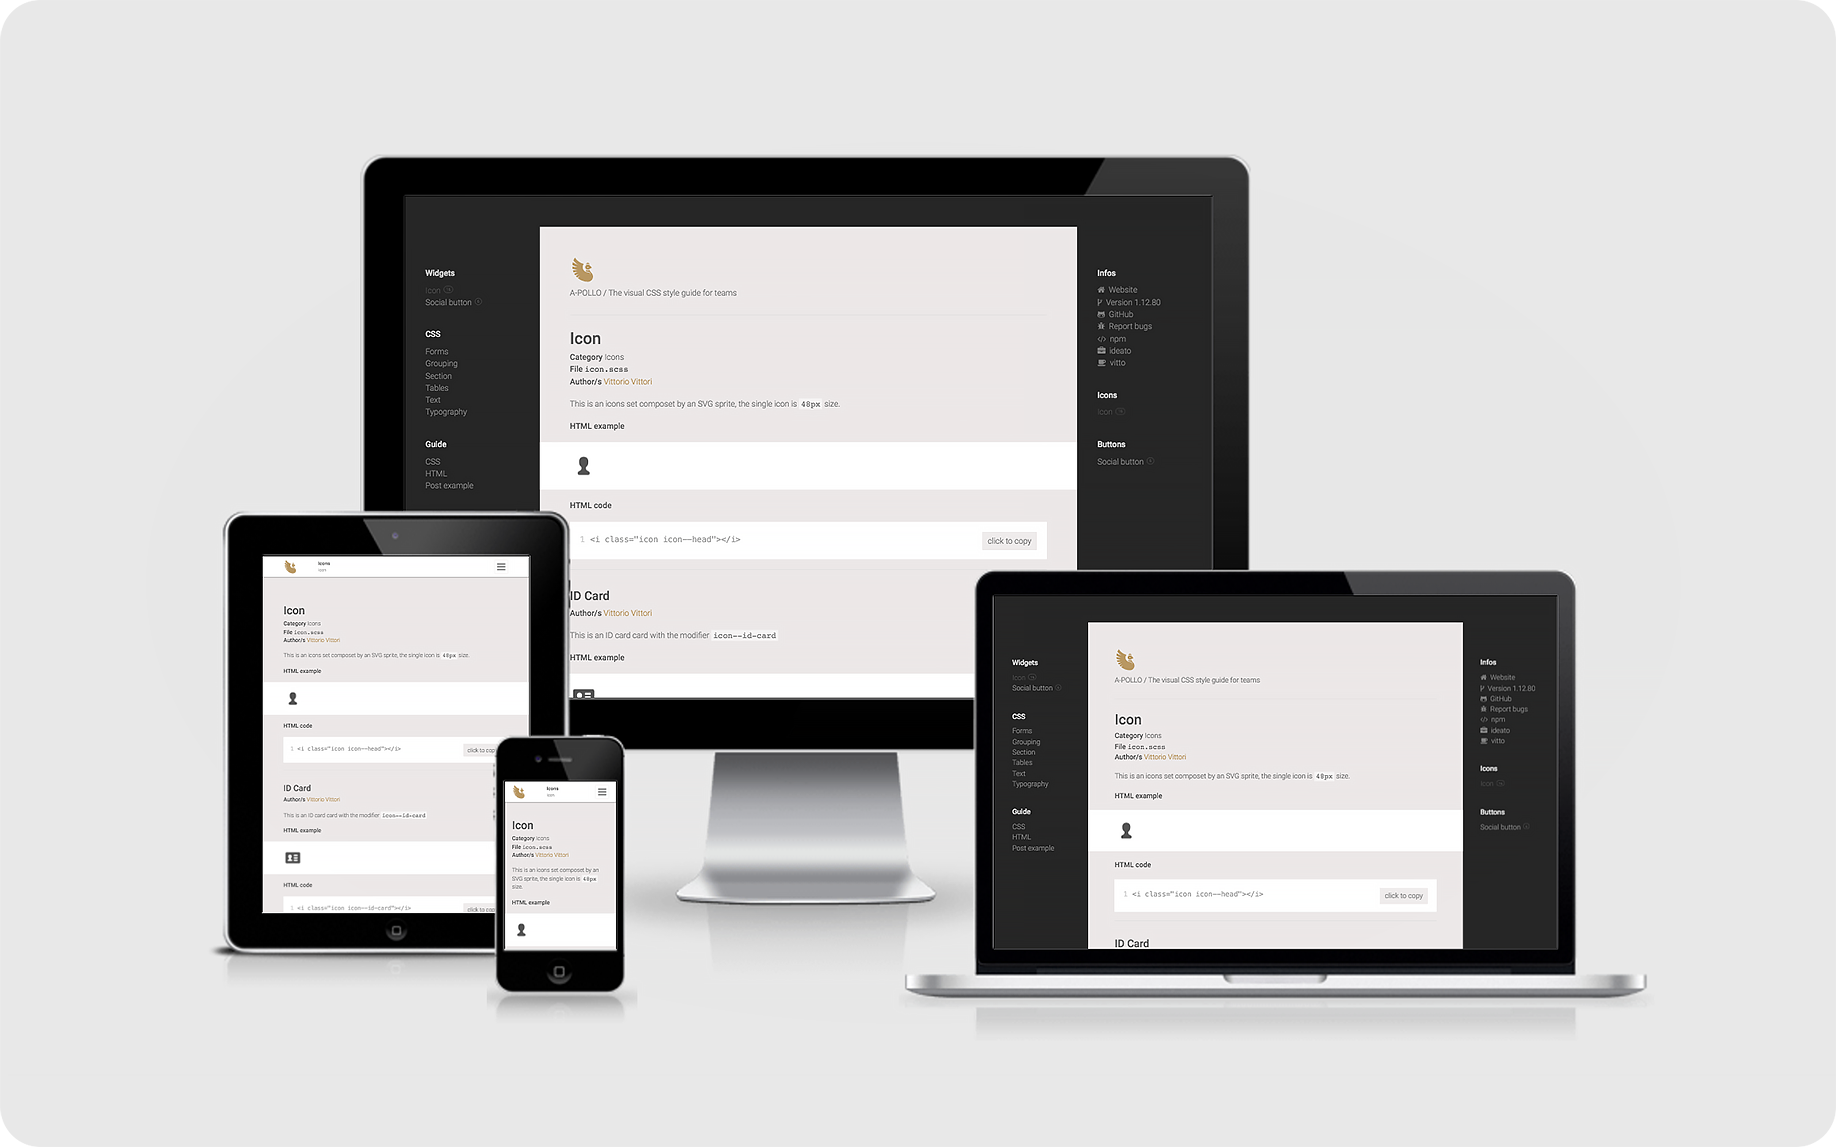 Widgets
Icon
Social button
CSS
Forms
Grouping
Section
Tables
Text
Typography
Guide
CSS
HTML
Post example
A-POLLO / The visual CSS style guide for teams
Icon
Category Icons
File icon.scss
Author/s Vittorio Vittori
This is an icons set composet by an SVG sprite, the single icon is 48px size.
HTML example
HTML code
1 <i class="icon icon--head"></i>
click to copy
ID Card
Author/s Vittorio Vittori
This is an ID card card with the modifier icon--id-card
HTML example
Infos
Website
Version 1.12.80
GitHub
Report bugs
npm
ideato
vitto
Icons
Icon
Buttons
Social button
Icons
Icon
Icon
Category Icons
File icon.scss
Author/s Vittorio Vittori
This is an icons set composet by an SVG sprite, the single icon is 48px size.
HTML example
HTML code
1 <i class="icon icon--head"></i>
click to copy
ID Card
Author/s Vittorio Vittori
This is an ID card card with the modifier icon--id-card
HTML example
HTML code
1 <i class="icon icon--id-card"></i>
click to cop
Icons
Icon
Icon
Category Icons
File icon.scss
Author/s Vittorio Vittori
This is an icons set composet by an
SVG sprite, the single icon is 48px
size.
HTML example
Widgets
Icon
Social button
CSS
Forms
Grouping
Section
Tables
Text
Typography
Guide
CSS
HTML
Post example
A-POLLO / The visual CSS style guide for teams
Icon
Category Icons
File icon.scss
Author/s Vittorio Vittori
This is an icons set composet by an SVG sprite, the single icon is 48px size.
HTML example
HTML code
1 <i class="icon icon--head"></i>
click to copy
ID Card
Infos
Website
Version 1.12.80
GitHub
Report bugs
npm
ideato
vitto
Icons
Icon
Buttons
Social button